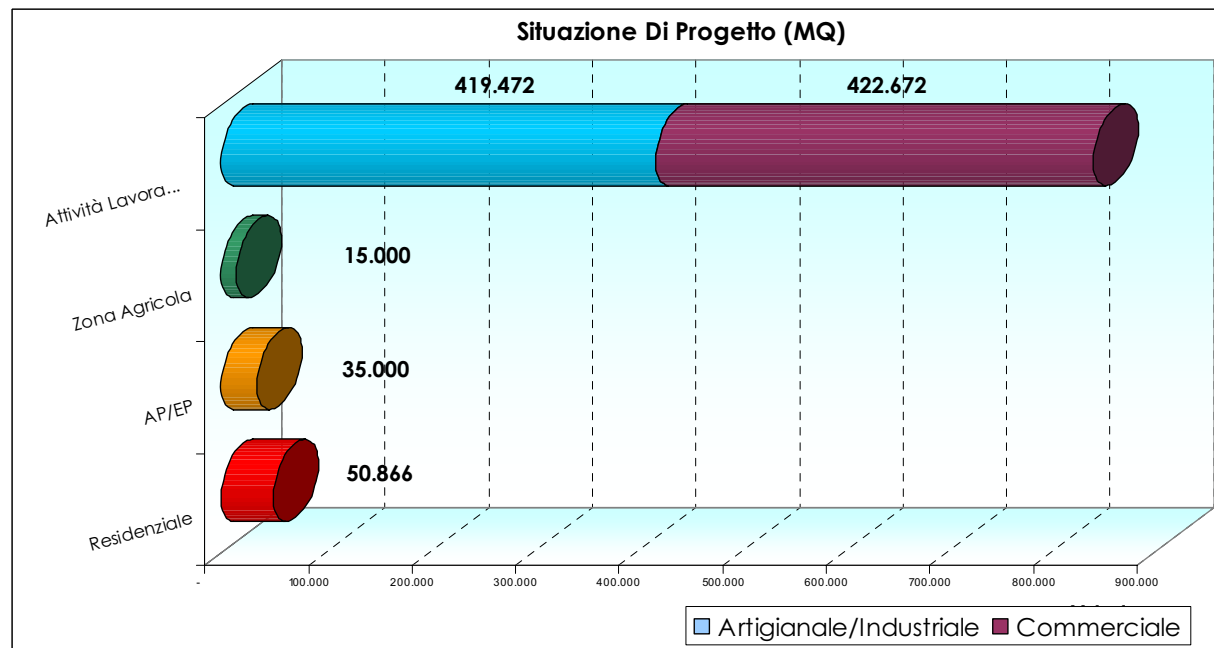 Situazione Di Progetto (MQ)
419.472 422.672
Attività Lavora...
15.000
Zona Agricola
35.000
AP/EP
50.866
Residenziale
- 100.000 200.000 300.000 400.000 500.000 600.000 700.000 800.000 900.000
Artigianale/Industriale Commerciale